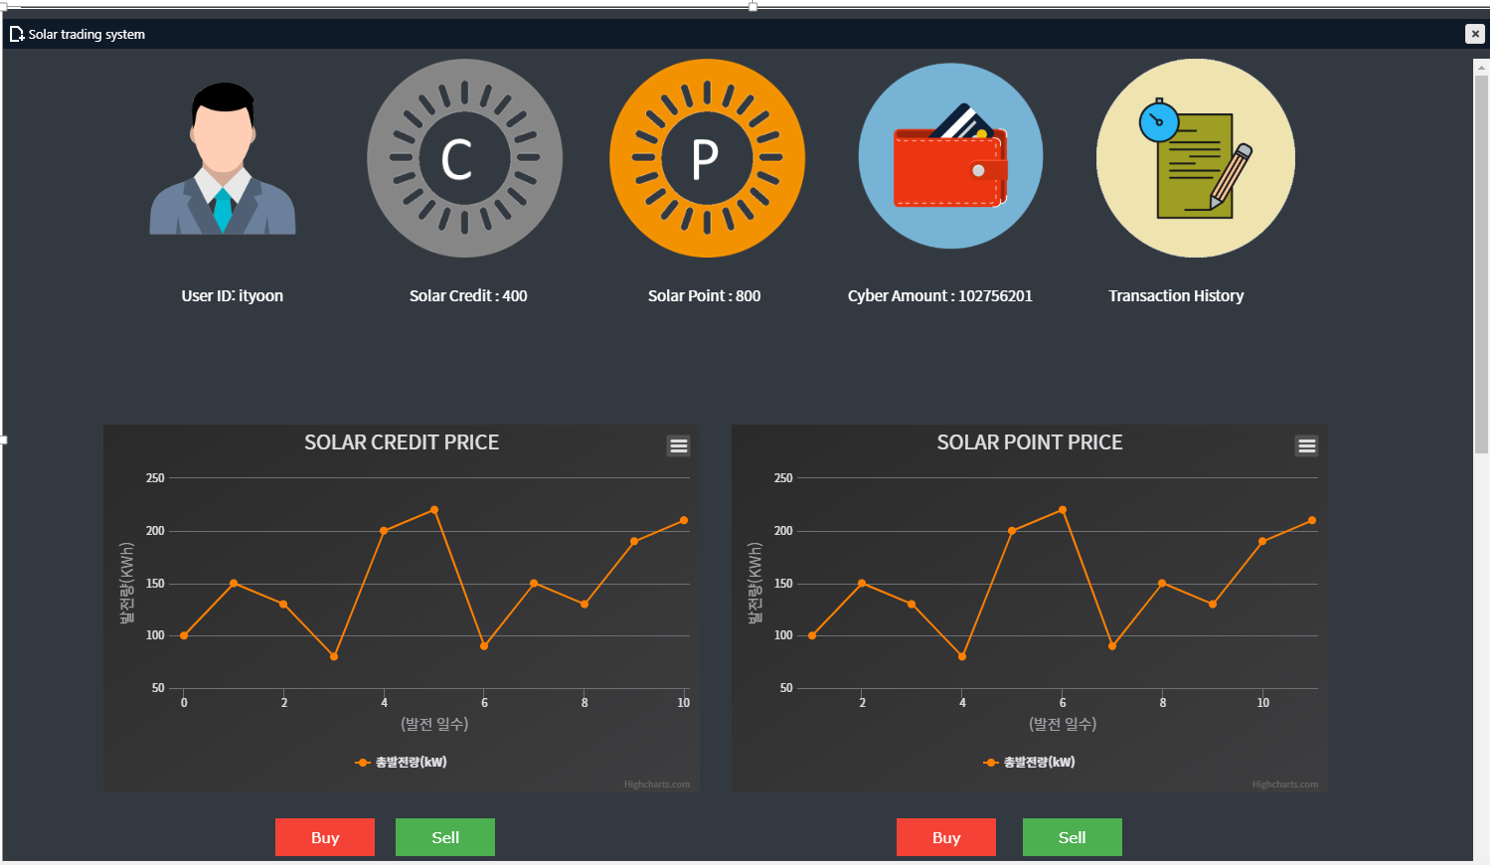 Solar trading system
C
P
User ID: ityoon
Solar Credit : 400
Solar Point : 800
Cyber Amount : 102756201
Transaction History
SOLAR CREDIT PRICE
250
200
150
100
50
발전량(KWh)
0 2 4 6 8 10
(발전 일수)
총발전량(kW)
Highcharts.com
Buy
Sell
SOLAR POINT PRICE
250
200
150
100
50
발전량(KWh)
2 4 6 8 10
(발전 일수)
총발전량(kW)
Highcharts.com
Buy
Sell